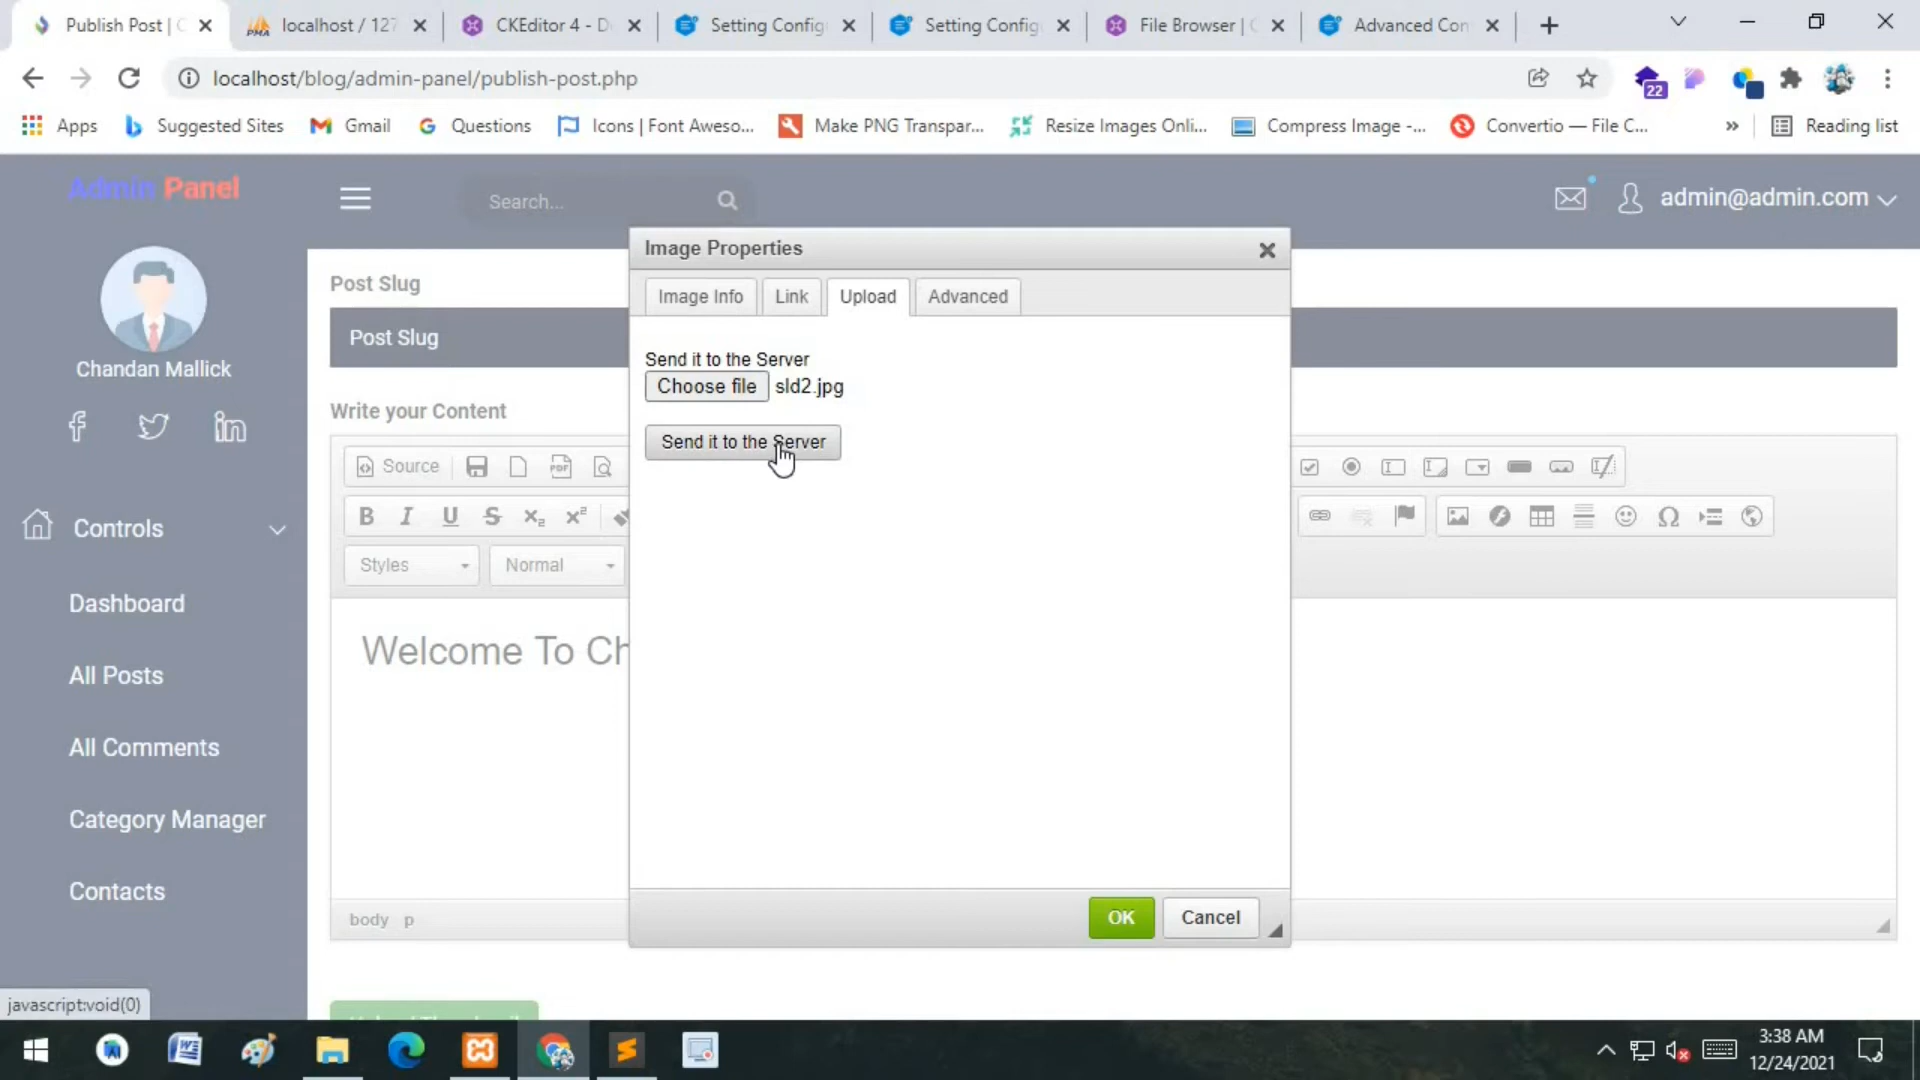 Publish Post | C
localhost / 127
CKEditor 4 - D
Setting Config
Setting Config
File Browser | C
Advanced Con
localhost/blog/admin-panel/publish-post.php
22
Apps
Suggested Sites
Gmail
Questions
Icons | Font Aweso...
Make PNG Transpar...
Resize Images Onli...
Compress Image -...
Convertio — File C...
»
Reading list
Admin Panel
Search...
admin@admin.com
Chandan Mallick
Controls
Dashboard
All Posts
All Comments
Category Manager
Contacts
Post Slug
Post Slug
Write your Content
Source
Styles
Normal
Welcome To Ch
body p
Image Properties
Image Info
Link
Upload
Advanced
Send it to the Server
Choose file sld2.jpg
Send it to the Server
OK
Cancel
javascript:void(0)
3:38 AM
12/24/2021